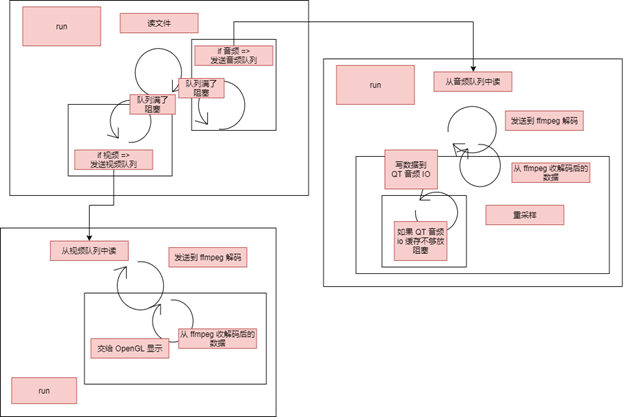 run
读文件
if 音频 =>
发送音频队列
队列满了
阻塞
队列满了
阻塞
if 视频 =>
发送视频队列
run
从音频队列中读
发送到 ffmpeg 解码
写数据到
QT 音频 IO
从 ffmpeg 收解码后的
数据
重采样
如果 QT 音频
io 缓存不够放
阻塞
从视频队列中读
发送到 ffmpeg 解码
从 ffmpeg 收解码后的
数据
交给 OpenGL 显示
run